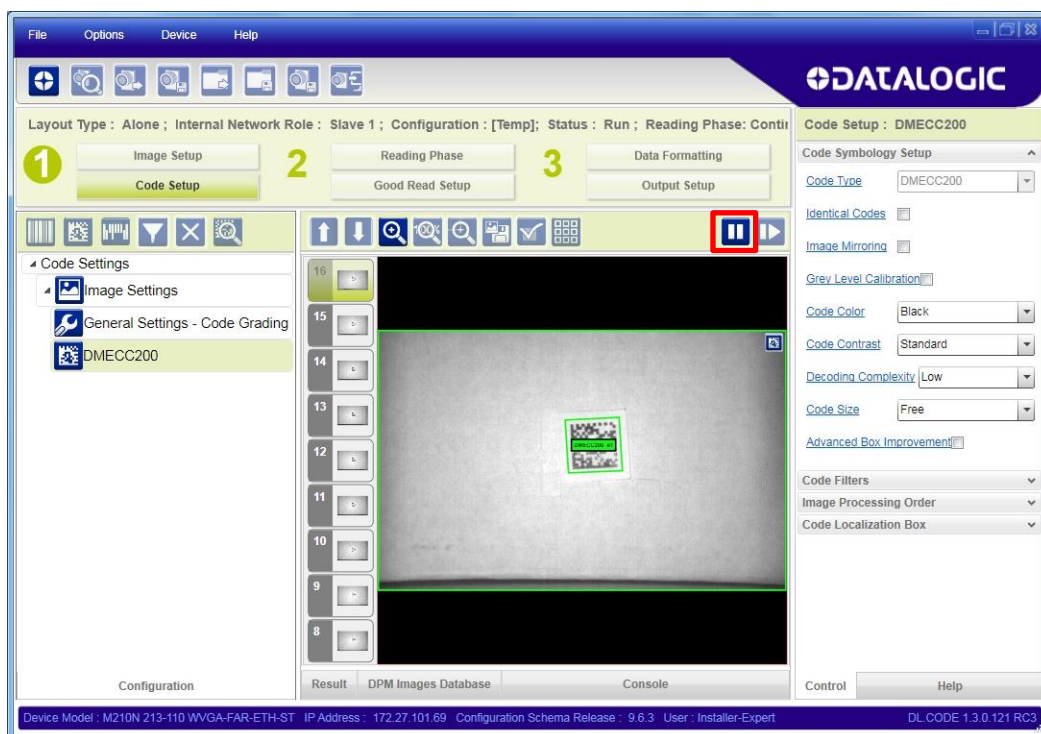 File Options Device Help
DATALOGIC
Layout Type : Alone ; Internal Network Role : Slave 1 ; Configuration : [Temp]; Status : Run ; Reading Phase: Contin
1 Image Setup 2 Reading Phase 3 Data Formatting
Code Setup Good Read Setup Output Setup
100%
Code Settings
Image Settings
General Settings - Code Grading
DMECC200
16
15
14
13
12
11
10
9
8
DMECC200
Configuration
Result DPM Images Database Console
Code Setup : DMECC200
Code Symbology Setup
Code Type DMECC200
Identical Codes
Image Mirroring
Grey Level Calibration
Code Color Black
Code Contrast Standard
Decoding Complexity Low
Code Size Free
Advanced Box Improvement
Code Filters
Image Processing Order
Code Localization Box
Control Help
Device Model : M210N 213-110 WVGA-FAR-ETH-ST IP Address : 172.27.101.69 Configuration Schema Release : 9.6.3 User : Installer-Expert DL.CODE 1.3.0.121 RC3